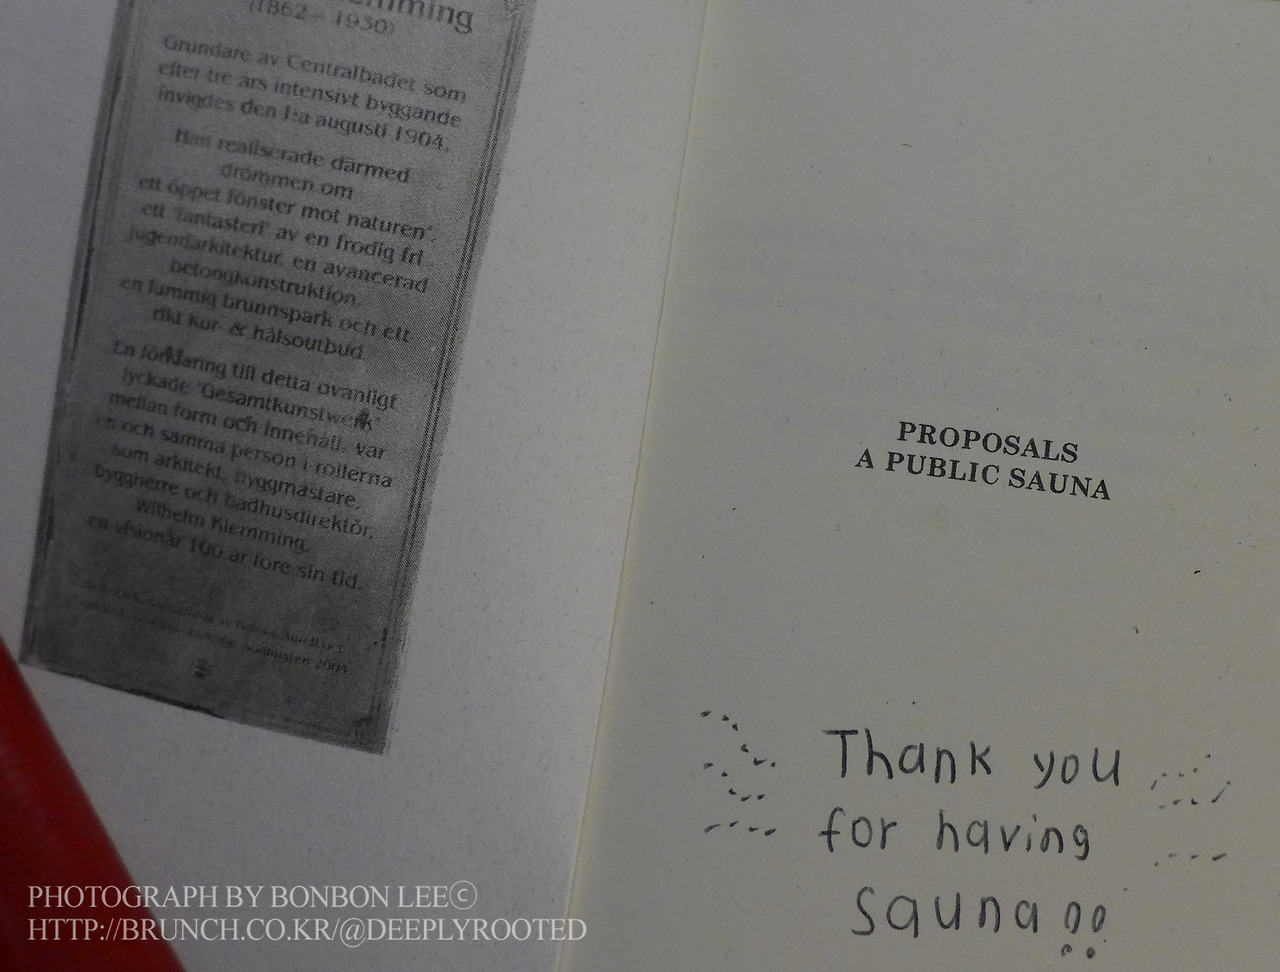 emming
(1862 – 1930)
Grundare av Centralbadet som
efter tre års intensivt byggande
invigdes den 1:a augusti 1904.
Han realiserade därmed
drömmen om
ett öppet fönster mot naturen",
ett "fantasteri" av en frodig fri
jugendarkitektur, en avancerad
betongkonstruktion,
en lummig brunnspark och ett
rikt kur- & hälsoutbud.
En förklaring till detta ovanligt
lyckade "Gesamtkunstwerk"
mellan form och innehåll, var
en och samma person i rollerna
som arkitekt, byggmästare,
byggherre och badhusdirektör,
Wilhelm Klemming,
en visionär 100 år före sin tid.
2004
PROPOSALS
A PUBLIC SAUNA
Thank you
for having
Sauna!!
PHOTOGRAPH BY BONBON LEE©
HTTP://BRUNCH.CO.KR/@DEEPLYROOTED